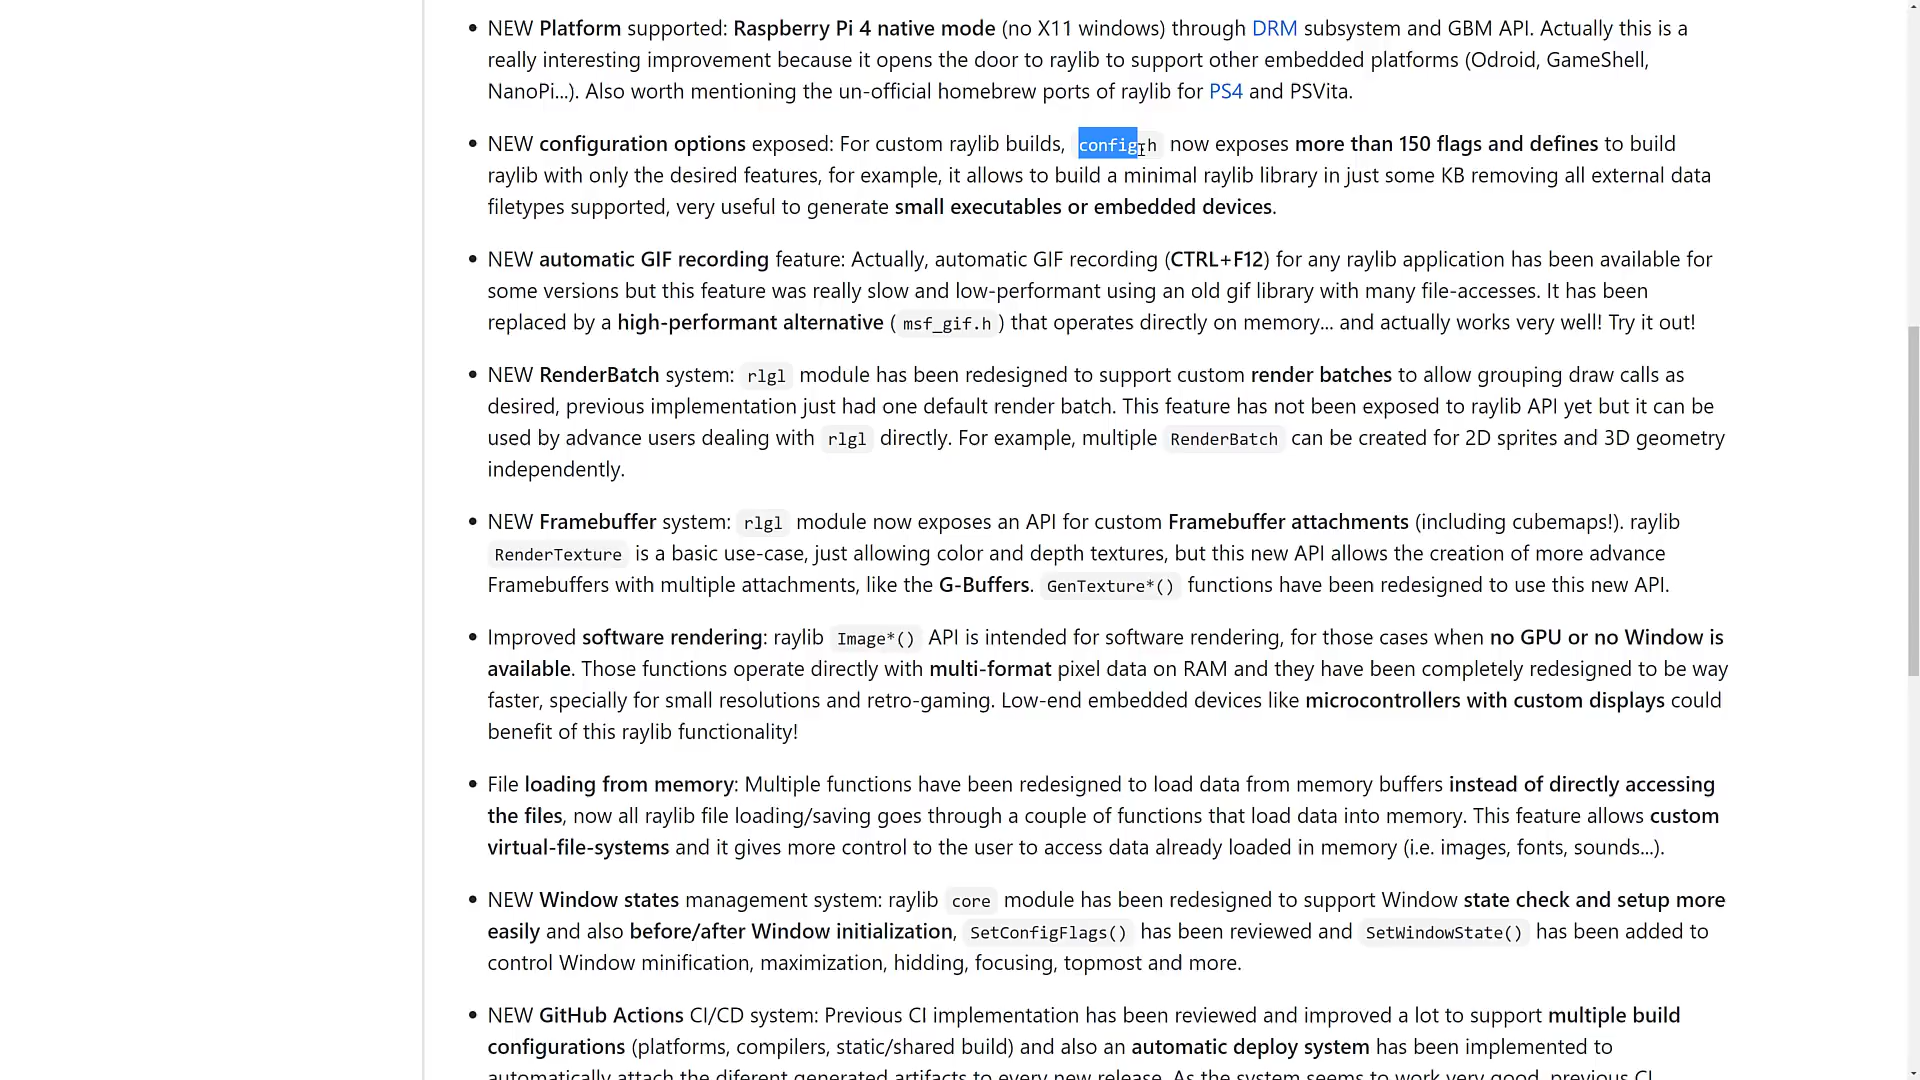 • NEW Platform supported: Raspberry Pi 4 native mode (no X11 windows) through DRM subsystem and GBM API. Actually this is a
really interesting improvement because it opens the door to raylib to support other embedded platforms (Odroid, GameShell,
NanoPi...). Also worth mentioning the un-official homebrew ports of raylib for PS4 and PSVita.
• NEW configuration options exposed: For custom raylib builds, config.h now exposes more than 150 flags and defines to build
raylib with only the desired features, for example, it allows to build a minimal raylib library in just some KB removing all external data
filetypes supported, very useful to generate small executables or embedded devices.
• NEW automatic GIF recording feature: Actually, automatic GIF recording (CTRL+F12) for any raylib application has been available for
some versions but this feature was really slow and low-performant using an old gif library with many file-accesses. It has been
replaced by a high-performant alternative ( msf_gif.h ) that operates directly on memory... and actually works very well! Try it out!
• NEW RenderBatch system: rlgl module has been redesigned to support custom render batches to allow grouping draw calls as
desired, previous implementation just had one default render batch. This feature has not been exposed to raylib API yet but it can be
used by advance users dealing with rlgl directly. For example, multiple RenderBatch can be created for 2D sprites and 3D geometry
independently.
• NEW Framebuffer system: rlgl module now exposes an API for custom Framebuffer attachments (including cubemaps!). raylib
RenderTexture is a basic use-case, just allowing color and depth textures, but this new API allows the creation of more advance
Framebuffers with multiple attachments, like the G-Buffers. GenTexture*() functions have been redesigned to use this new API.
• Improved software rendering: raylib Image*() API is intended for software rendering, for those cases when no GPU or no Window is
available. Those functions operate directly with multi-format pixel data on RAM and they have been completely redesigned to be way
faster, specially for small resolutions and retro-gaming. Low-end embedded devices like microcontrollers with custom displays could
benefit of this raylib functionality!
• File loading from memory: Multiple functions have been redesigned to load data from memory buffers instead of directly accessing
the files, now all raylib file loading/saving goes through a couple of functions that load data into memory. This feature allows custom
virtual-file-systems and it gives more control to the user to access data already loaded in memory (i.e. images, fonts, sounds...).
• NEW Window states management system: raylib core module has been redesigned to support Window state check and setup more
easily and also before/after Window initialization, SetConfigFlags() has been reviewed and SetWindowState() has been added to
control Window minification, maximization, hidding, focusing, topmost and more.
• NEW GitHub Actions CI/CD system: Previous CI implementation has been reviewed and improved a lot to support multiple build
configurations (platforms, compilers, static/shared build) and also an automatic deploy system has been implemented to
automatically attach the diferent generated artifacts to every new release. As the system seems to work very good, previous CI